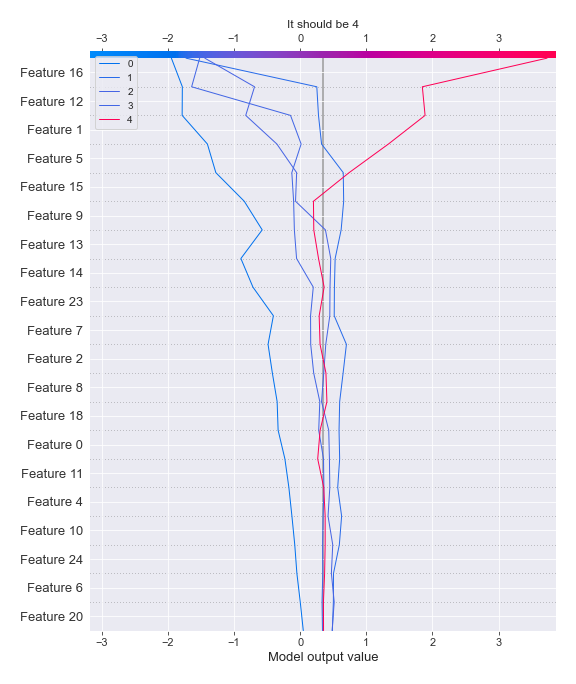 It should be 4
−3 −2 −1 0 1 2 3
0
1
2
3
4
Feature 16
Feature 12
Feature 1
Feature 5
Feature 15
Feature 9
Feature 13
Feature 14
Feature 23
Feature 7
Feature 2
Feature 8
Feature 18
Feature 0
Feature 11
Feature 4
Feature 10
Feature 24
Feature 6
Feature 20
−3 −2 −1 0 1 2 3
Model output value